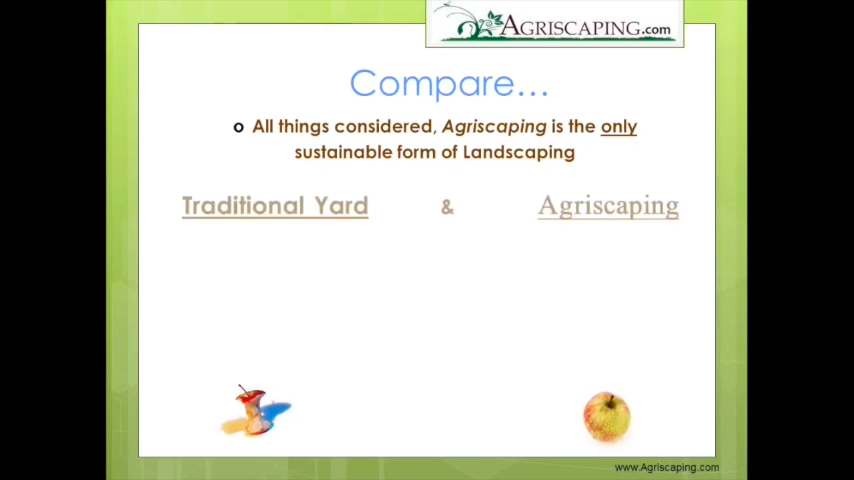 AGRISCAPING.com
Compare...
o All things considered, Agriscaping is the only
sustainable form of Landscaping
Traditional Yard & Agriscaping
www.Agriscaping.com